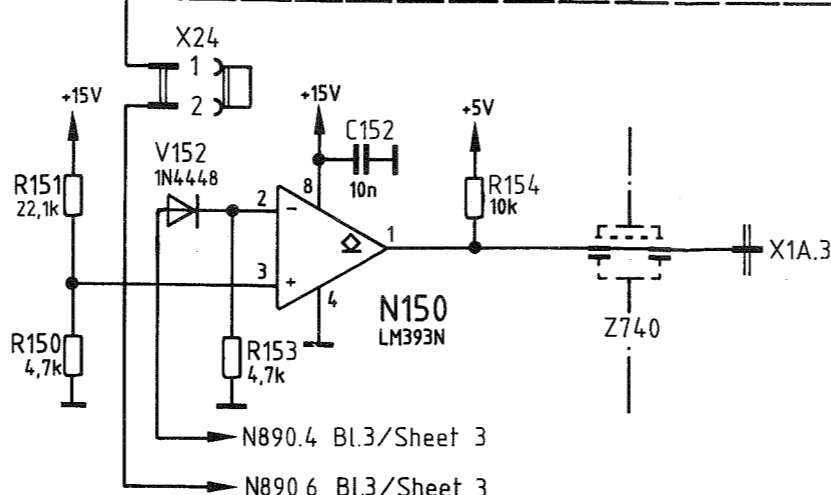 X24
1
2
+15V
+15V
+5V
C152
10n
V152
1N4448
R151
22,1k
R154
10k
8
2
-
1
3
+
4
X1A.3
N150
LM393N
Z740
R150
4,7k
R153
4,7k
N890.4 Bl.3/Sheet 3
N890.6 Bl.3/Sheet 3